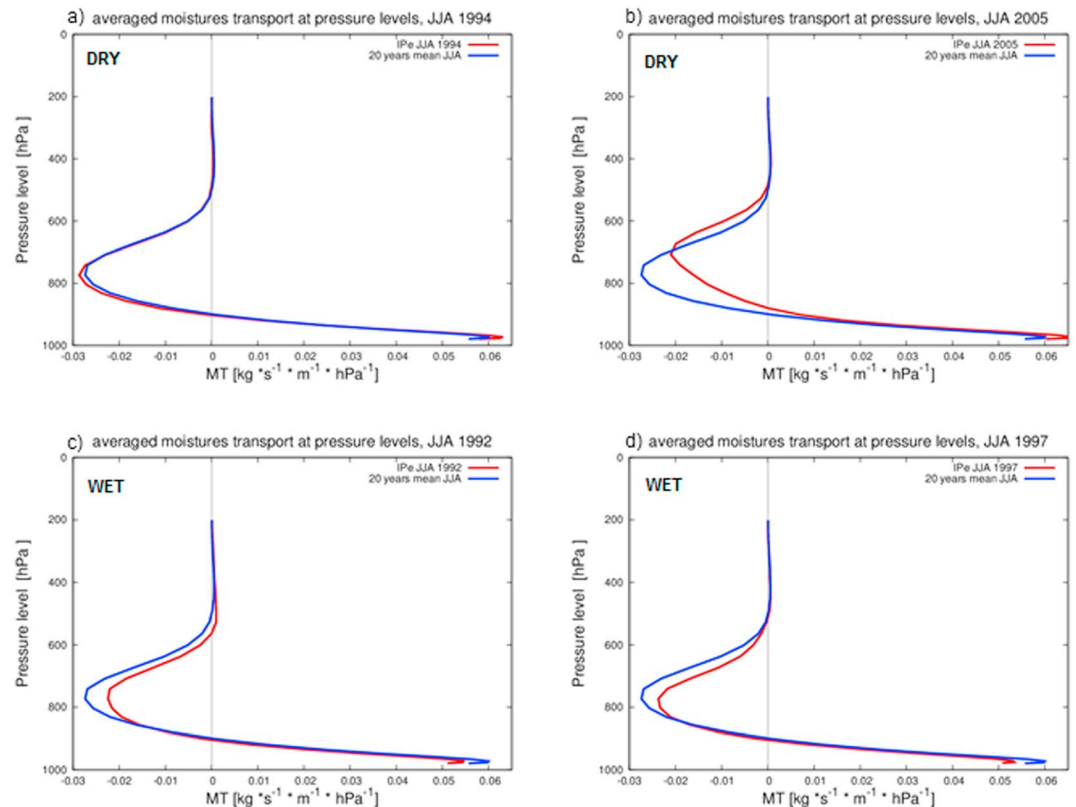 a) averaged moistures transport at pressure levels, JJA 1994
DRY
IPe JJA 1994
20 years mean JJA
Pressure level [hPa]
0
200
400
600
800
1000
-0.03 -0.02 -0.01 0 0.01 0.02 0.03 0.04 0.05 0.06
MT [kg *s⁻¹ * m⁻¹ * hPa⁻¹]
b) averaged moistures transport at pressure levels, JJA 2005
DRY
IPe JJA 2005
20 years mean JJA
Pressure level [hPa]
0
200
400
600
800
1000
-0.03 -0.02 -0.01 0 0.01 0.02 0.03 0.04 0.05 0.06
MT [kg *s⁻¹ * m⁻¹ * hPa⁻¹]
c) averaged moistures transport at pressure levels, JJA 1992
WET
IPe JJA 1992
20 years mean JJA
Pressure level [hPa]
0
200
400
600
800
1000
-0.03 -0.02 -0.01 0 0.01 0.02 0.03 0.04 0.05 0.06
MT [kg *s⁻¹ * m⁻¹ * hPa⁻¹]
d) averaged moistures transport at pressure levels, JJA 1997
WET
IPe JJA 1997
20 years mean JJA
Pressure level [hPa]
0
200
400
600
800
1000
-0.03 -0.02 -0.01 0 0.01 0.02 0.03 0.04 0.05 0.06
MT [kg *s⁻¹ * m⁻¹ * hPa⁻¹]